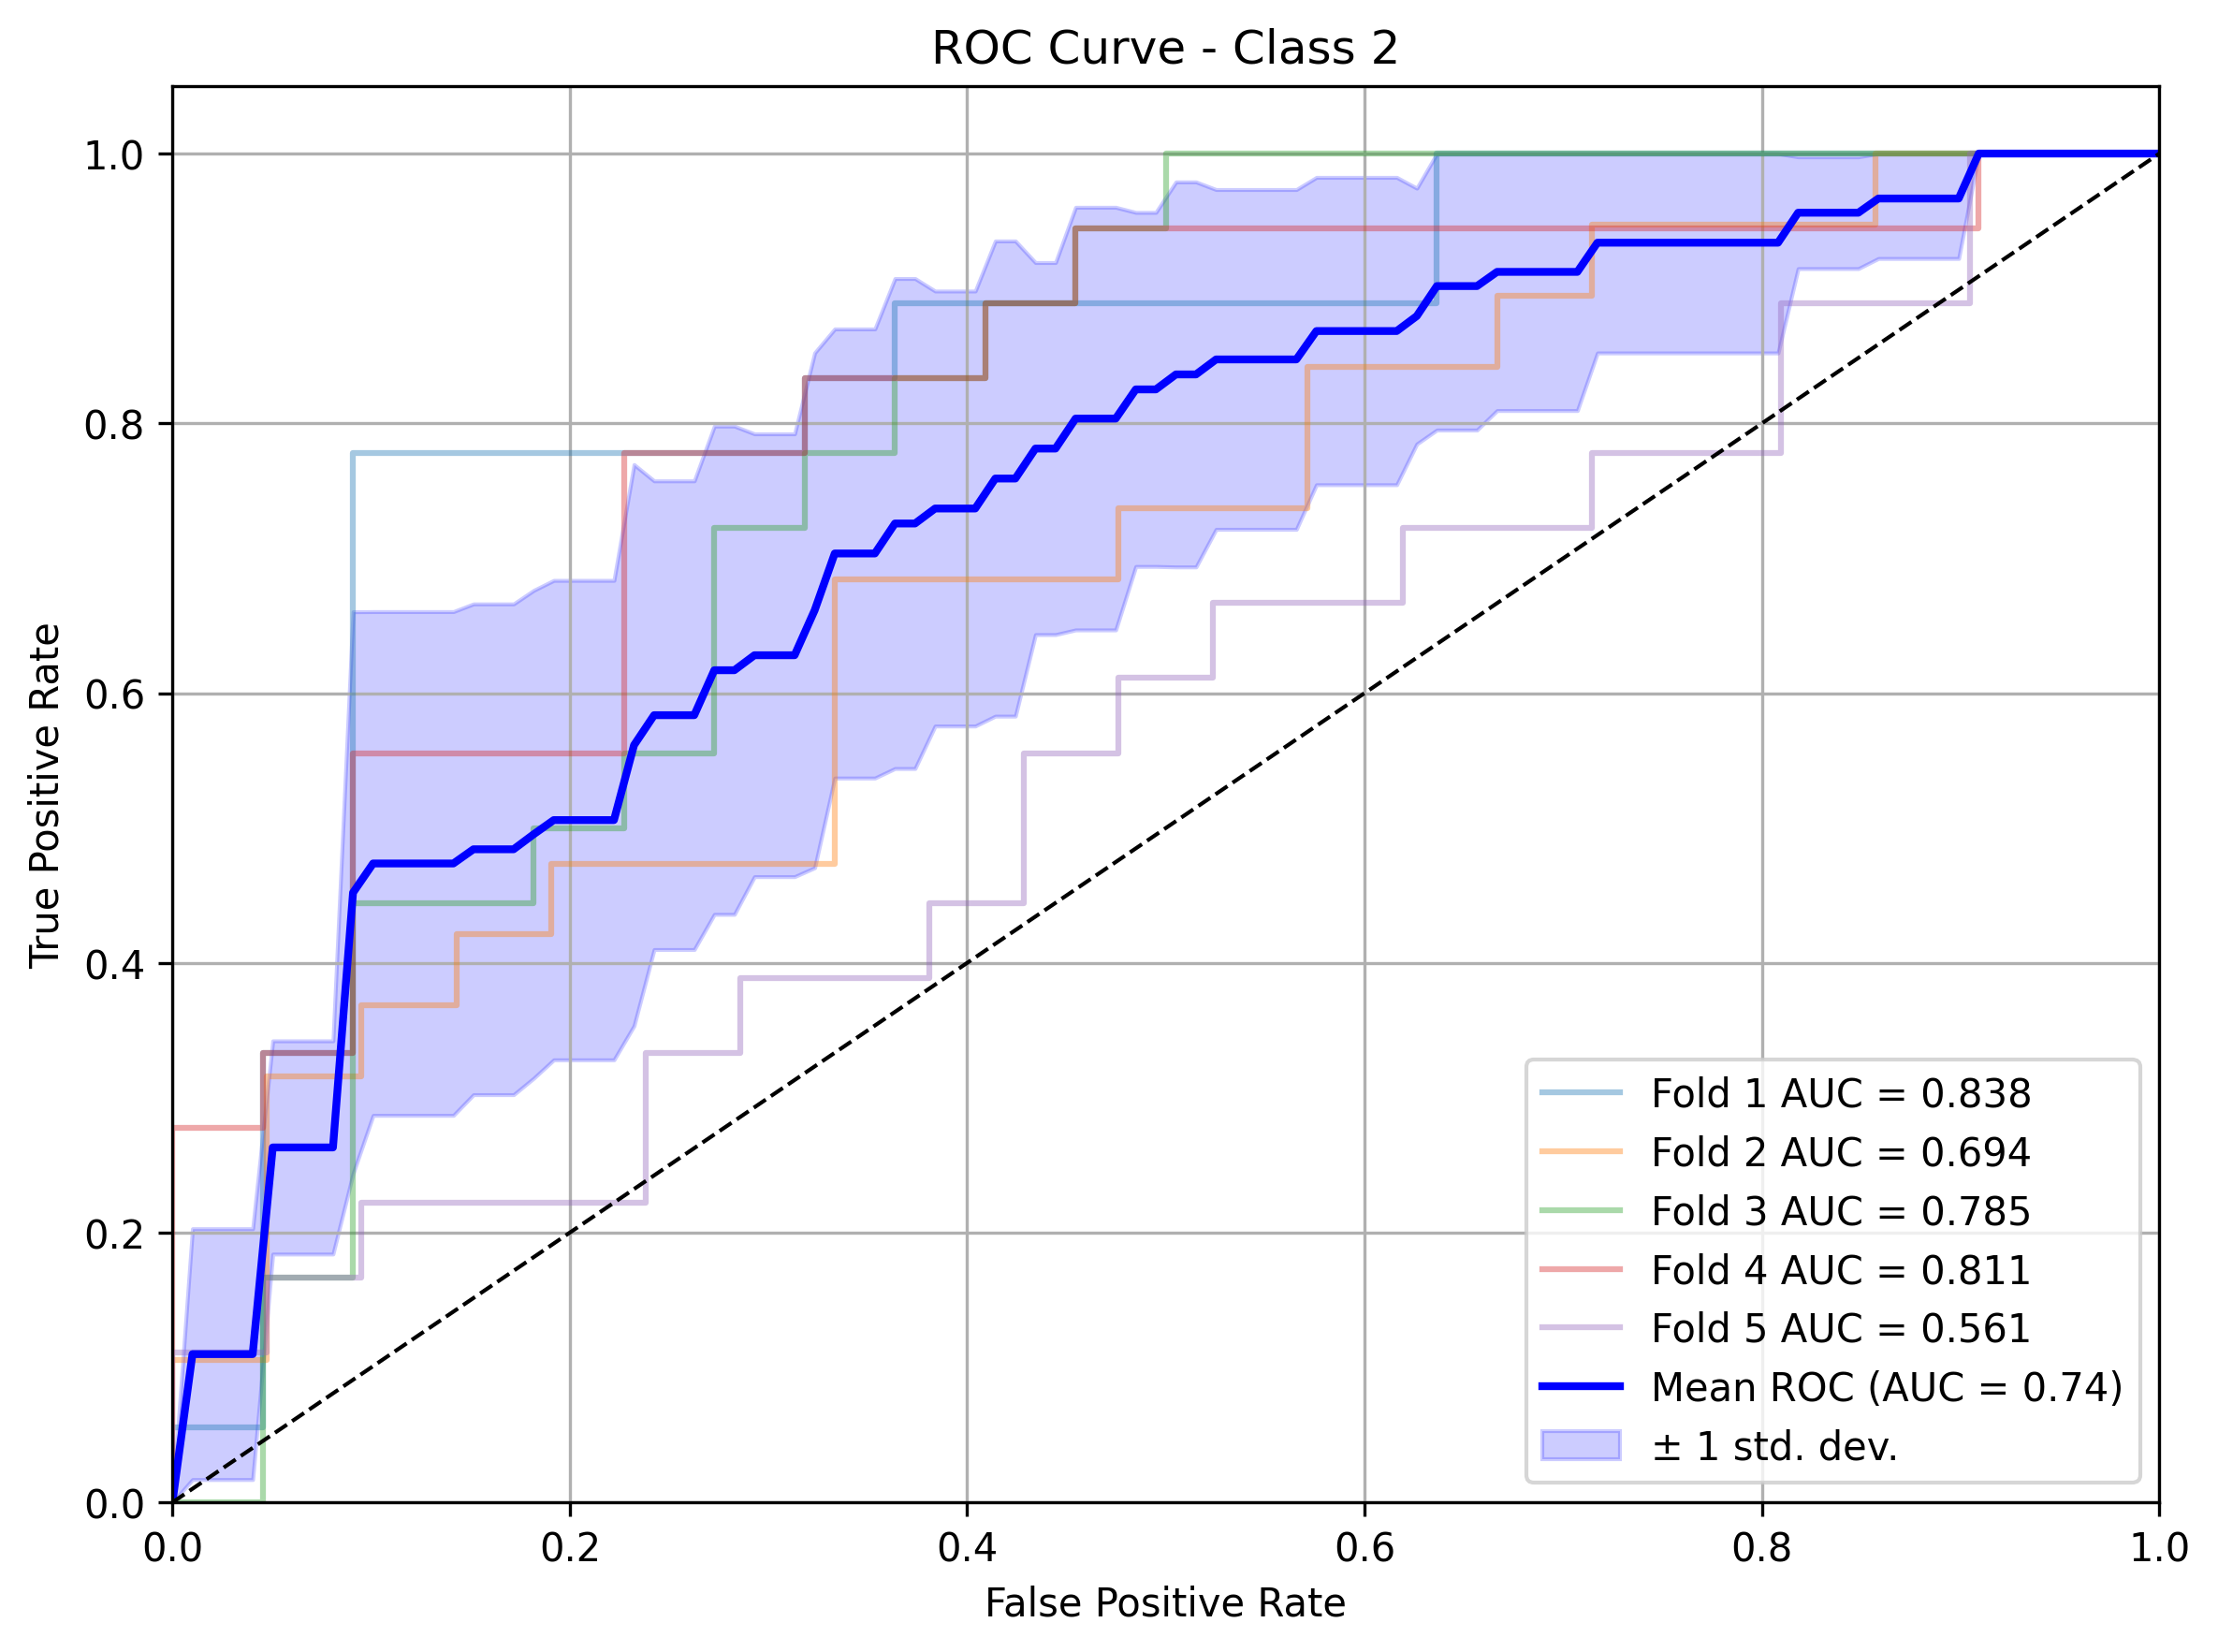 ROC Curve - Class 2
True Positive Rate
1.0
0.8
0.6
0.4
0.2
0.0
0.0 0.2 0.4 0.6 0.8 1.0
False Positive Rate
Fold 1 AUC = 0.838
Fold 2 AUC = 0.694
Fold 3 AUC = 0.785
Fold 4 AUC = 0.811
Fold 5 AUC = 0.561
Mean ROC (AUC = 0.74)
± 1 std. dev.